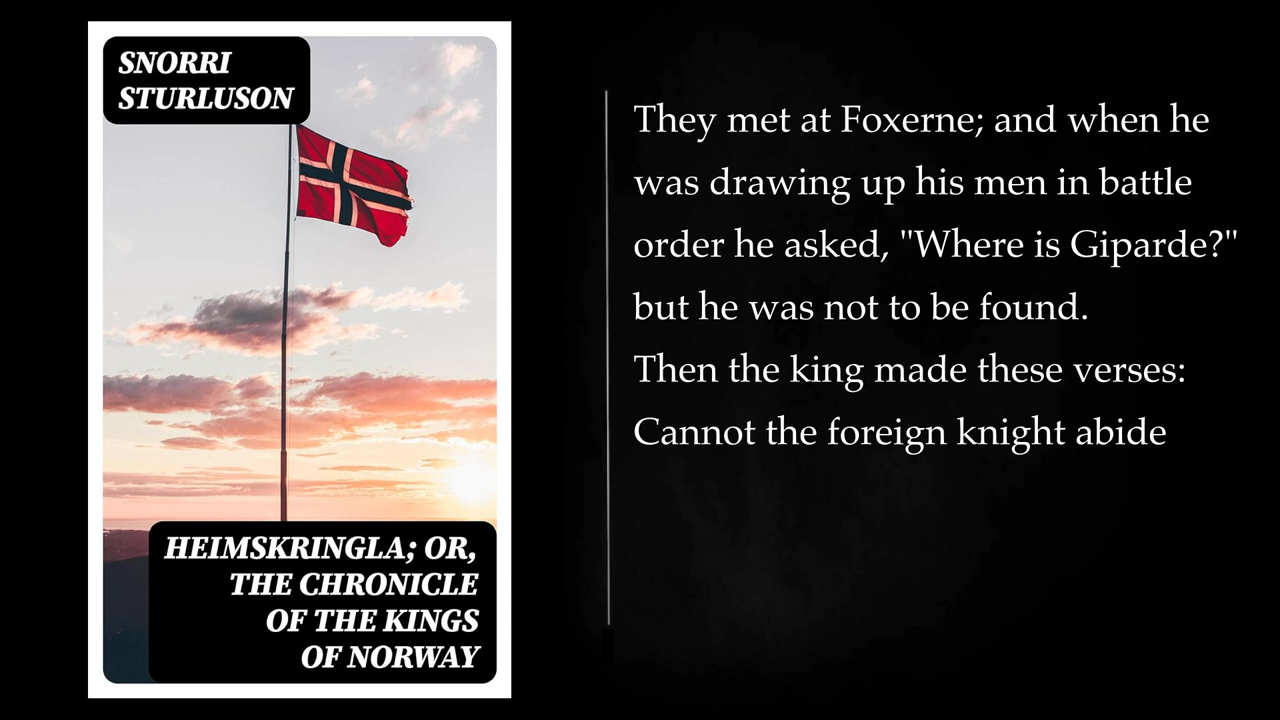 SNORRI
STURLUSON
HEIMSKRINGLA; OR,
THE CHRONICLE
OF THE KINGS
OF NORWAY
They met at Foxerne; and when he
was drawing up his men in battle
order he asked, "Where is Giparde?"
but he was not to be found.
Then the king made these verses:
Cannot the foreign knight abide